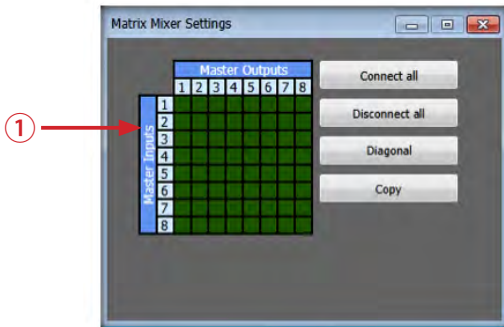 Matrix Mixer Settings
Master Outputs
1 2 3 4 5 6 7 8
Master Inputs
1
2
3
4
5
6
7
8
Connect all
Disconnect all
Diagonal
Copy
1